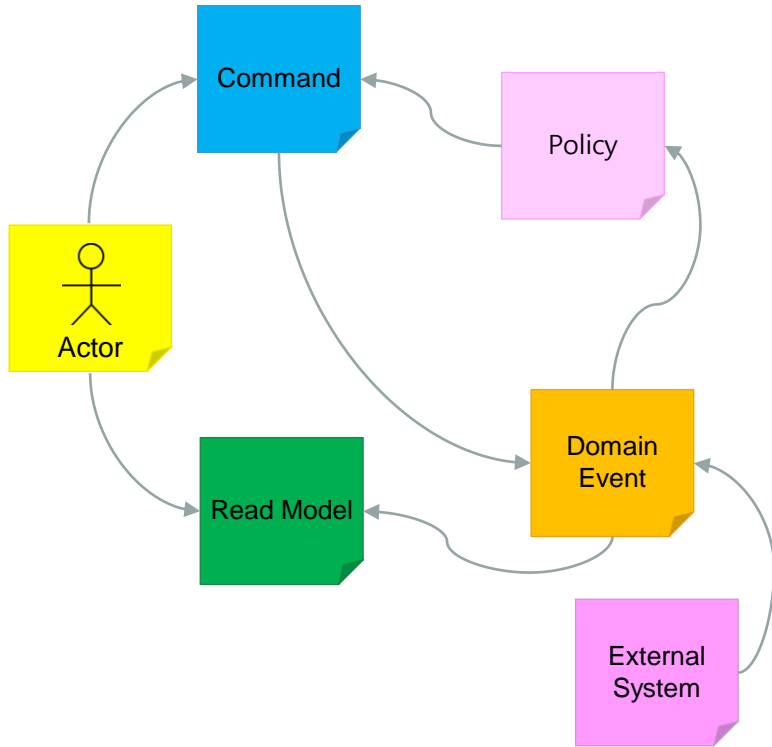 Command
Policy
Actor
Domain
Event
Read Model
External
System